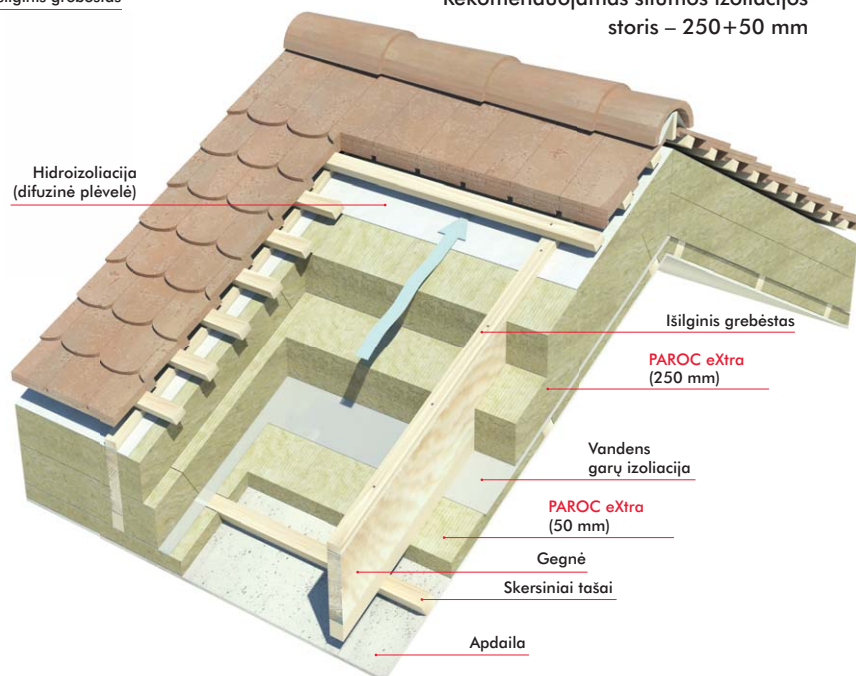 grebėstas
Rekomenduojamas šilumos izoliacijos
storis – 250+50 mm
Hidroizoliacija
(difuzinė plėvelė)
Išilginis grebėstas
PAROC eXtra
(250 mm)
Vandens
garų izoliacija
PAROC eXtra
(50 mm)
Gegnė
Skersiniai tašai
Apdaila